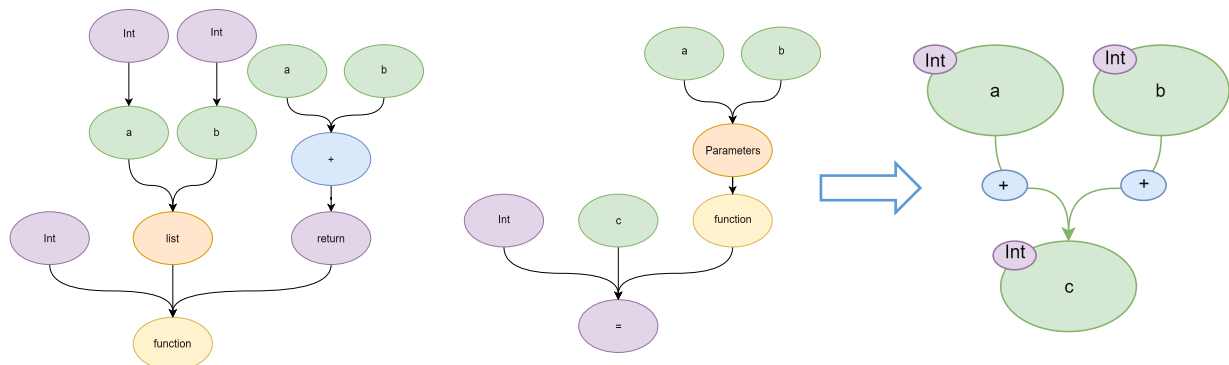 Int
Int
a
b
a
b
+
Int
list
return
function
a
b
Parameters
Int
c
function
=
Int
a
Int
b
+
+
Int
c